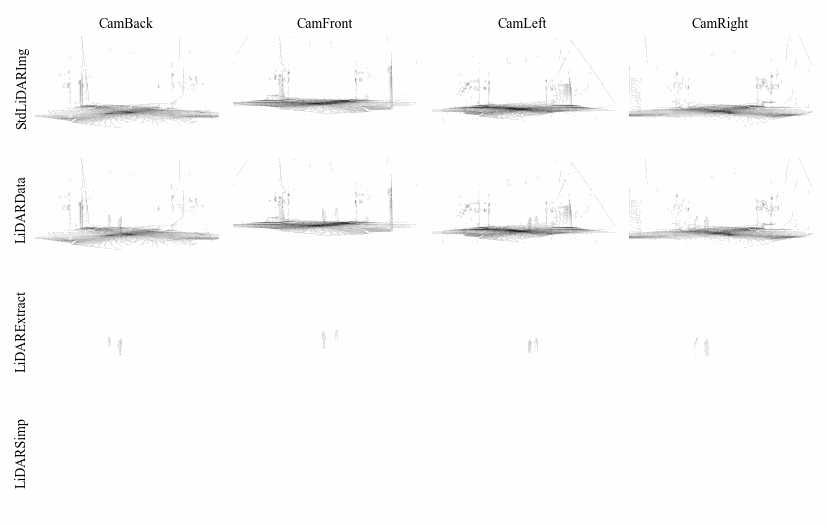 CamBack CamFront CamLeft CamRight
StdLiDARImg
LiDARData
LiDARExtract
LiDARSimp